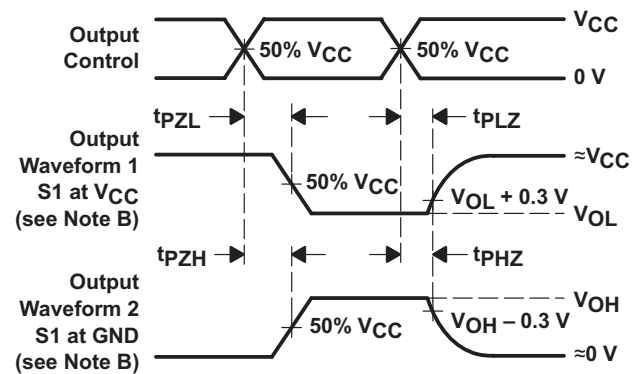 Output
Control
50% VCC
50% VCC
VCC
0 V
tPZL
tPLZ
Output
Waveform 1
S1 at VCC
(see Note B)
50% VCC
≈VCC
VOL + 0.3 V
VOL
tPZH
tPHZ
Output
Waveform 2
S1 at GND
(see Note B)
50% VCC
VOH
VOH – 0.3 V
≈0 V